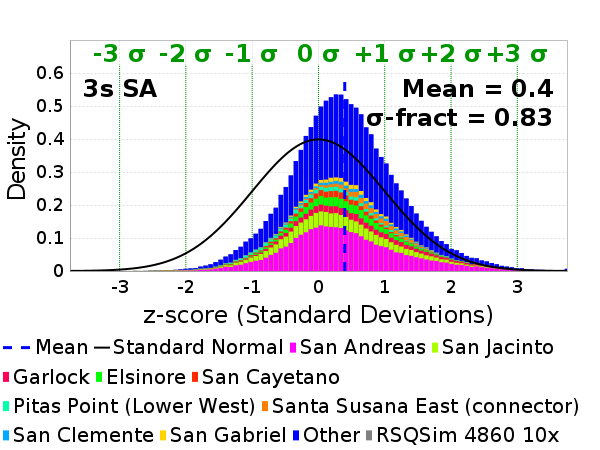 -3 σ -2 σ -1 σ 0 σ +1 σ +2 σ +3 σ
3s SA
Mean = 0.4
σ-fract = 0.83
Density
0.6
0.5
0.4
0.3
0.2
0.1
0
-3 -2 -1 0 1 2 3
z-score (Standard Deviations)
Mean Standard Normal San Andreas San Jacinto
Garlock Elsinore San Cayetano
Pitas Point (Lower West) Santa Susana East (connector)
San Clemente San Gabriel Other RSQSim 4860 10x